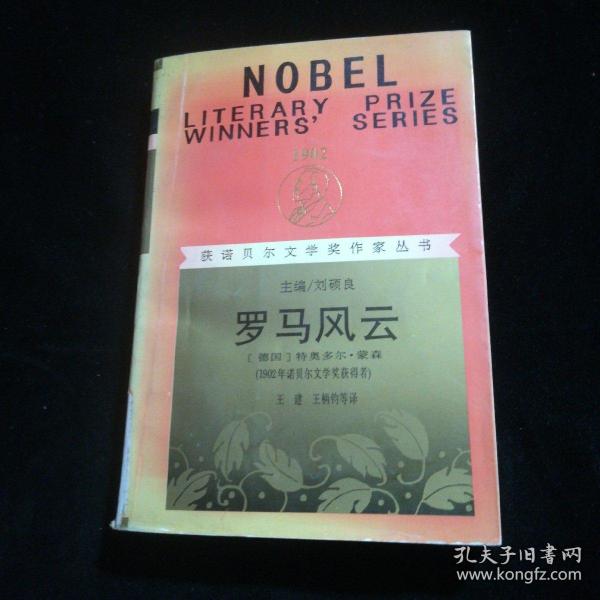 NOBEL
LITERARY PRIZE
WINNERS' SERIES
1902
获诺贝尔文学奖作家丛书
主编/刘硕良
罗马风云
[德国]特奥多尔·蒙森
(1902年诺贝尔文学奖获得者)
王建 王炳钧等译
孔夫子旧书网
www.kongfz.com